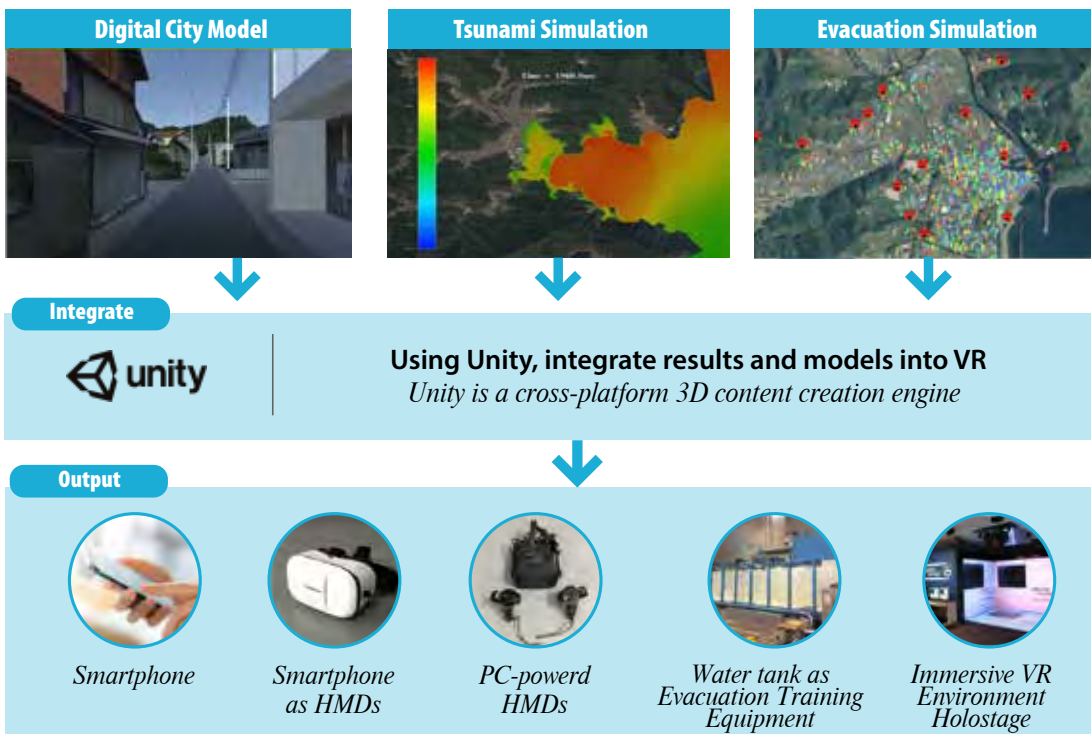 Digital City Model
Tsunami Simulation
Evacuation Simulation
Integrate
unity
Using Unity, integrate results and models into VR
Unity is a cross-platform 3D content creation engine
Output
Smartphone
Smartphone
as HMDs
PC-powerd
HMDs
Water tank as
Evacuation Training
Equipment
Immersive VR
Environment
Holostage